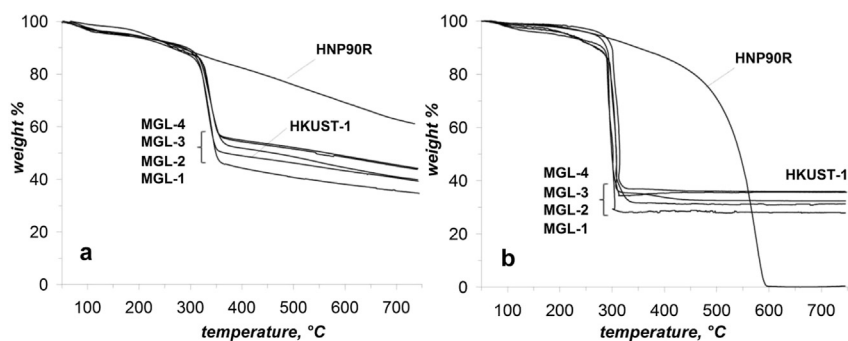 100
80
60
40
20
0
weight %
HNP90R
HKUST-1
MGL-4
MGL-3
MGL-2
MGL-1
a
100 200 300 400 500 600 700
temperature, °C
100
80
60
40
20
0
weight %
HNP90R
HKUST-1
MGL-4
MGL-3
MGL-2
MGL-1
b
100 200 300 400 500 600 700
temperature, °C